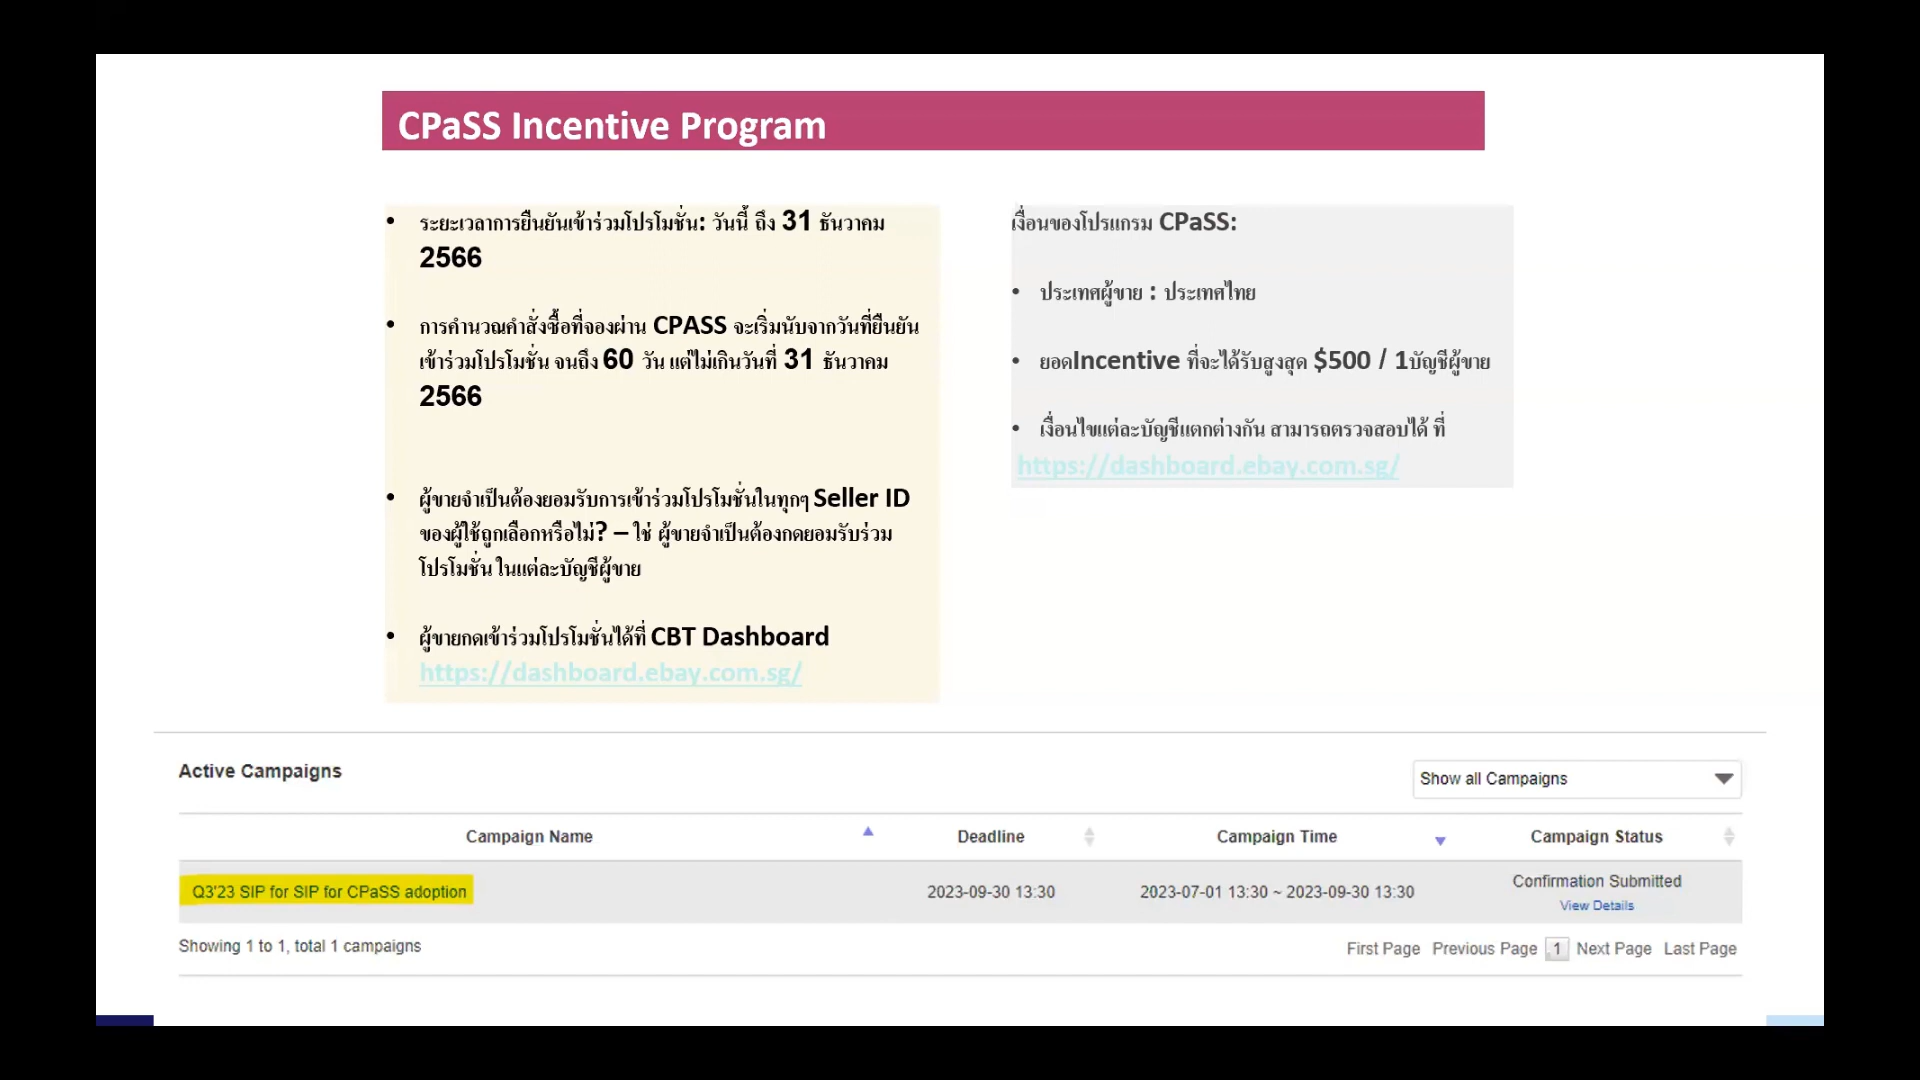 CPaSS Incentive Program
• ระยะเวลาการยืนยันเข้าร่วมโปรโมชั่น: วันนี้ ถึง 31 ธันวาคม
2566
• การคำนวณคำสั่งซื้อที่จองผ่าน CPASS จะเริ่มนับจากวันที่ยืนยัน
เข้าร่วมโปรโมชั่น จนถึง 60 วัน แต่ไม่เกินวันที่ 31 ธันวาคม
2566
• ผู้ขายจำเป็นต้องยอมรับการเข้าร่วมโปรโมชั่นในทุกๆ Seller ID
ของผู้ใช้ถูกเลือกหรือไม่? – ใช่ ผู้ขายจำเป็นต้องกดยอมรับร่วม
โปรโมชั่น ในแต่ละบัญชีผู้ขาย
• ผู้ขายกดเข้าร่วมโปรโมชั่นได้ที่ CBT Dashboard
https://dashboard.ebay.com.sg/
เงื่อนของโปรแกรม CPaSS:
• ประเทศผู้ขาย : ประเทศไทย
• ยอดIncentive ที่จะได้รับสูงสุด $500 / 1บัญชีผู้ขาย
• เงื่อนไขแต่ละบัญชีแตกต่างกัน สามารถตรวจสอบได้ ที่
https://dashboard.ebay.com.sg/
Active Campaigns
Show all Campaigns
Campaign Name Deadline Campaign Time Campaign Status
Q3'23 SIP for SIP for CPaSS adoption 2023-09-30 13:30 2023-07-01 13:30 ~ 2023-09-30 13:30 Confirmation Submitted
View Details
Showing 1 to 1, total 1 campaigns
First Page Previous Page 1 Next Page Last Page